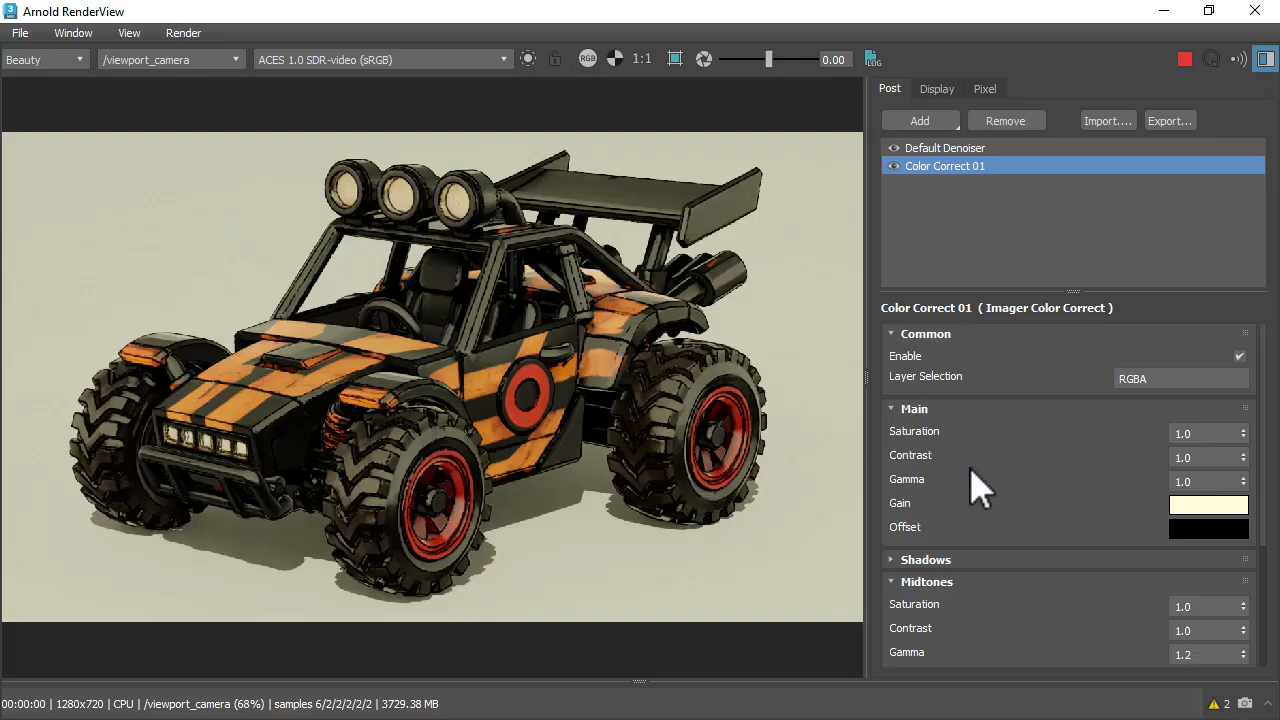 3
Arnold RenderView
File Window View Render
Beauty /viewport_camera ACES 1.0 SDR-video (sRGB) RGB 1:1 0.00 LOG
Post Display Pixel
Add Remove Import.... Export...
Default Denoiser
Color Correct 01
Color Correct 01 ( Imager Color Correct )
Common
Enable
Layer Selection RGBA
Main
Saturation 1.0
Contrast 1.0
Gamma 1.0
Gain
Offset
Shadows
Midtones
Saturation 1.0
Contrast 1.0
Gamma 1.2
00:00:00 | 1280x720 | CPU | /viewport_camera (68%) | samples 6/2/2/2/2/2 | 3729.38 MB 2